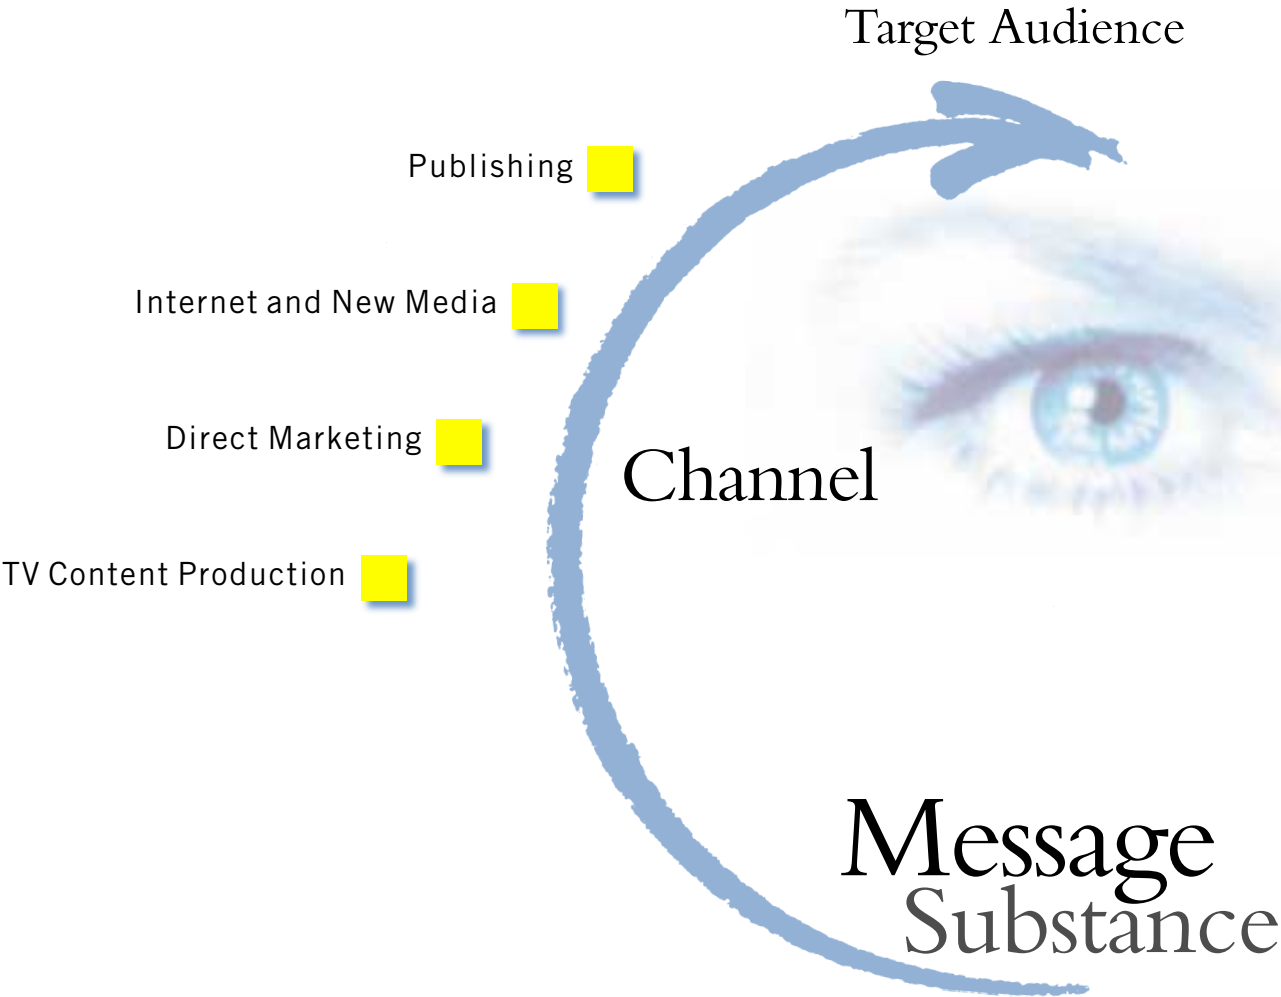 Target Audience
Publishing
Internet and New Media
Direct Marketing
Channel
TV Content Production
Message
Substance